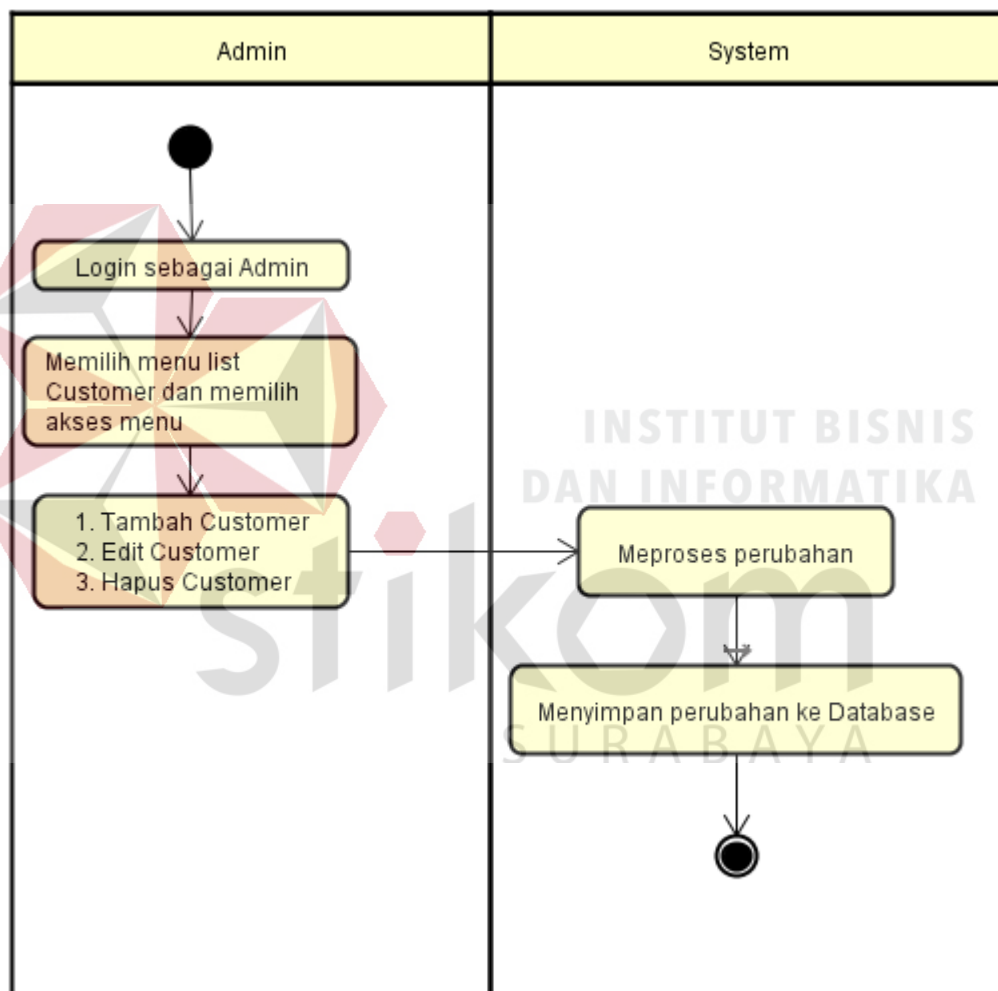 Admin
System
Login sebagai Admin
Memilih menu list
Customer dan memilih
akses menu
INSTITUT BISNIS
DAN INFORMATIKA
1. Tambah Customer
2. Edit Customer
3. Hapus Customer
Meproses perubahan
stikom
Menyimpan perubahan ke Database
SURABAYA